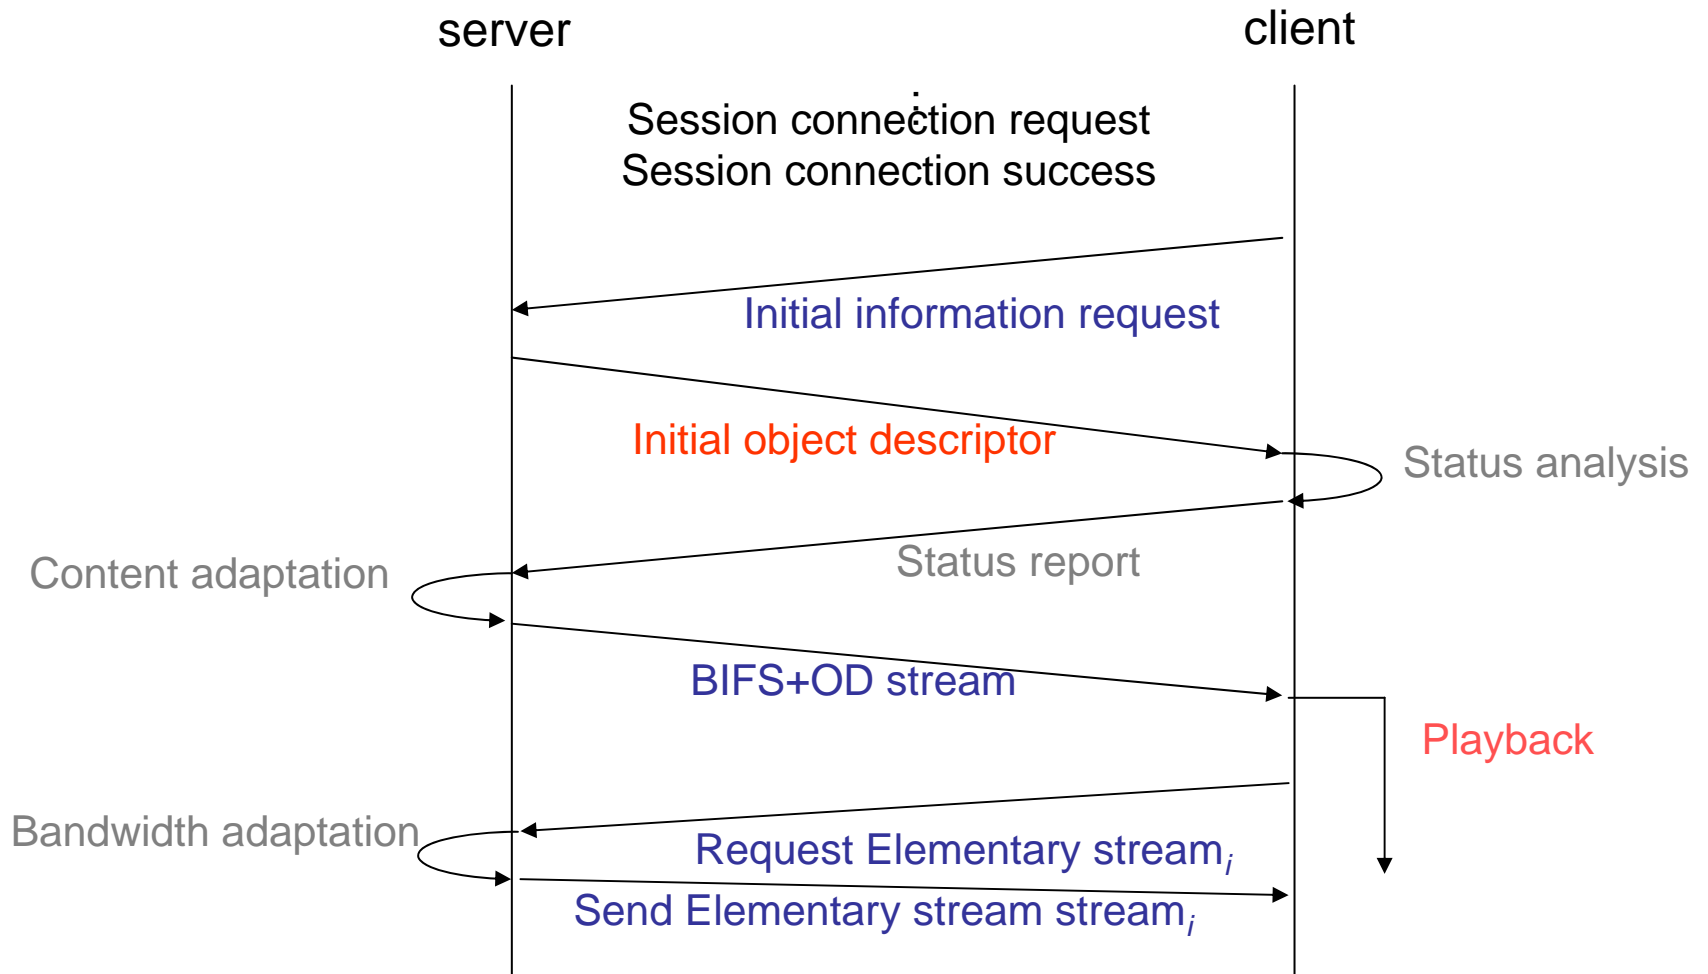 server
client
:
Session connection request
Session connection success
Initial information request
Initial object descriptor
Status analysis
Status report
Content adaptation
BIFS+OD stream
Playback
Bandwidth adaptation
Request Elementary streami
Send Elementary stream streami